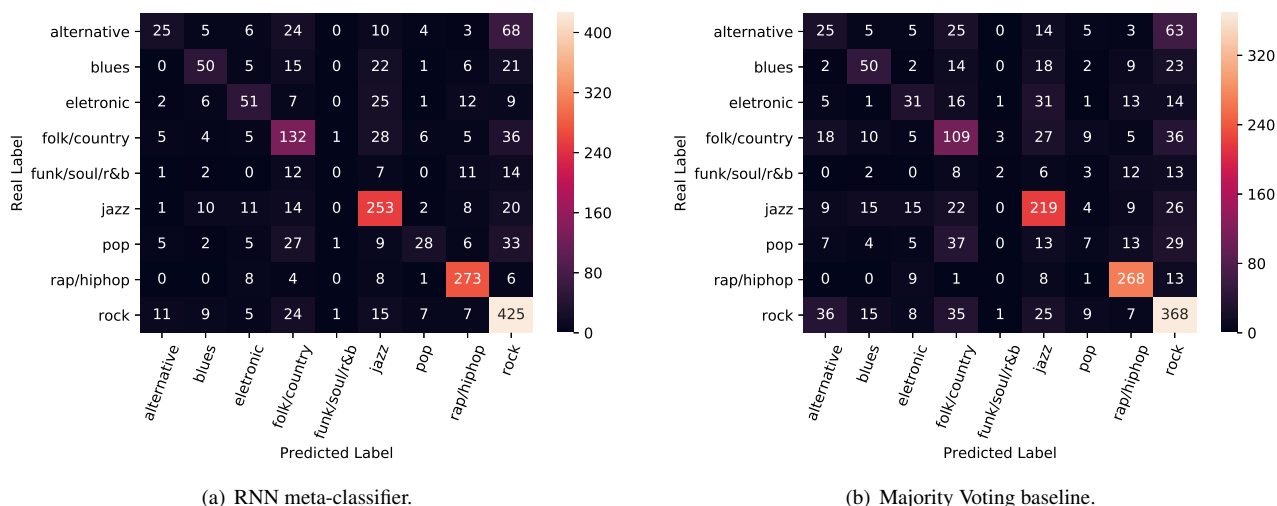 Real Label
alternative 25 5 6 24 0 10 4 3 68
blues 0 50 5 15 0 22 1 6 21
eletronic 2 6 51 7 0 25 1 12 9
folk/country 5 4 5 132 1 28 6 5 36
funk/soul/r&b 1 2 0 12 0 7 0 11 14
jazz 1 10 11 14 0 253 2 8 20
pop 5 2 5 27 1 9 28 6 33
rap/hiphop 0 0 8 4 0 8 1 273 6
rock 11 9 5 24 1 15 7 7 425
alternative blues eletronic folk/country funk/soul/r&b jazz pop rap/hiphop rock
Predicted Label
400
320
240
160
80
0
(a) RNN meta-classifier.
Real Label
alternative 25 5 5 25 0 14 5 3 63
blues 2 50 2 14 0 18 2 9 23
eletronic 5 1 31 16 0 31 1 13 14
folk/country 18 10 5 109 3 27 9 5 36
funk/soul/r&b 0 2 0 8 2 6 3 12 13
jazz 9 15 15 22 0 219 4 9 26
pop 7 4 5 37 0 13 7 13 29
rap/hiphop 0 0 9 1 0 8 1 268 13
rock 36 15 8 35 1 25 9 7 368
alternative blues eletronic folk/country funk/soul/r&b jazz pop rap/hiphop rock
Predicted Label
320
240
160
80
0
(b) Majority Voting baseline.